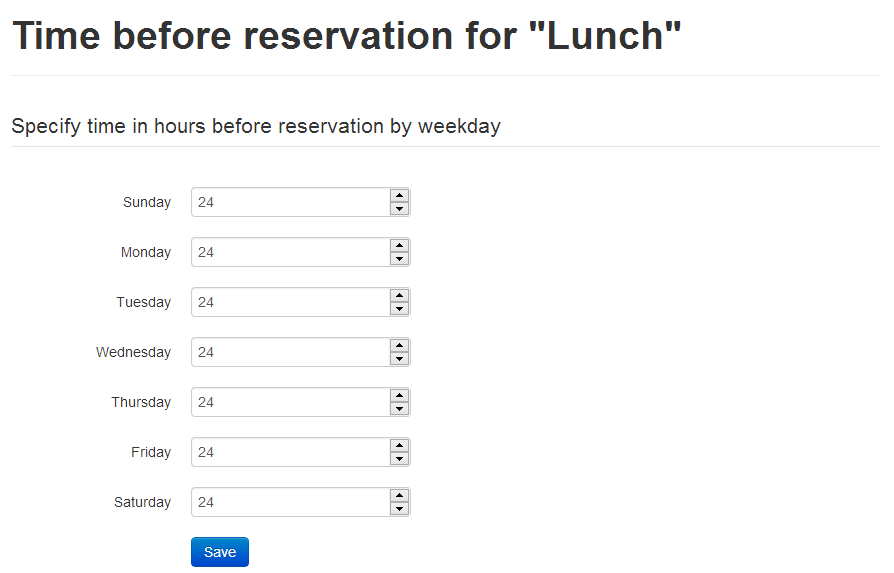 Time before reservation for "Lunch"
Specify time in hours before reservation by weekday
Sunday 24
Monday 24
Tuesday 24
Wednesday 24
Thursday 24
Friday 24
Saturday 24
Save